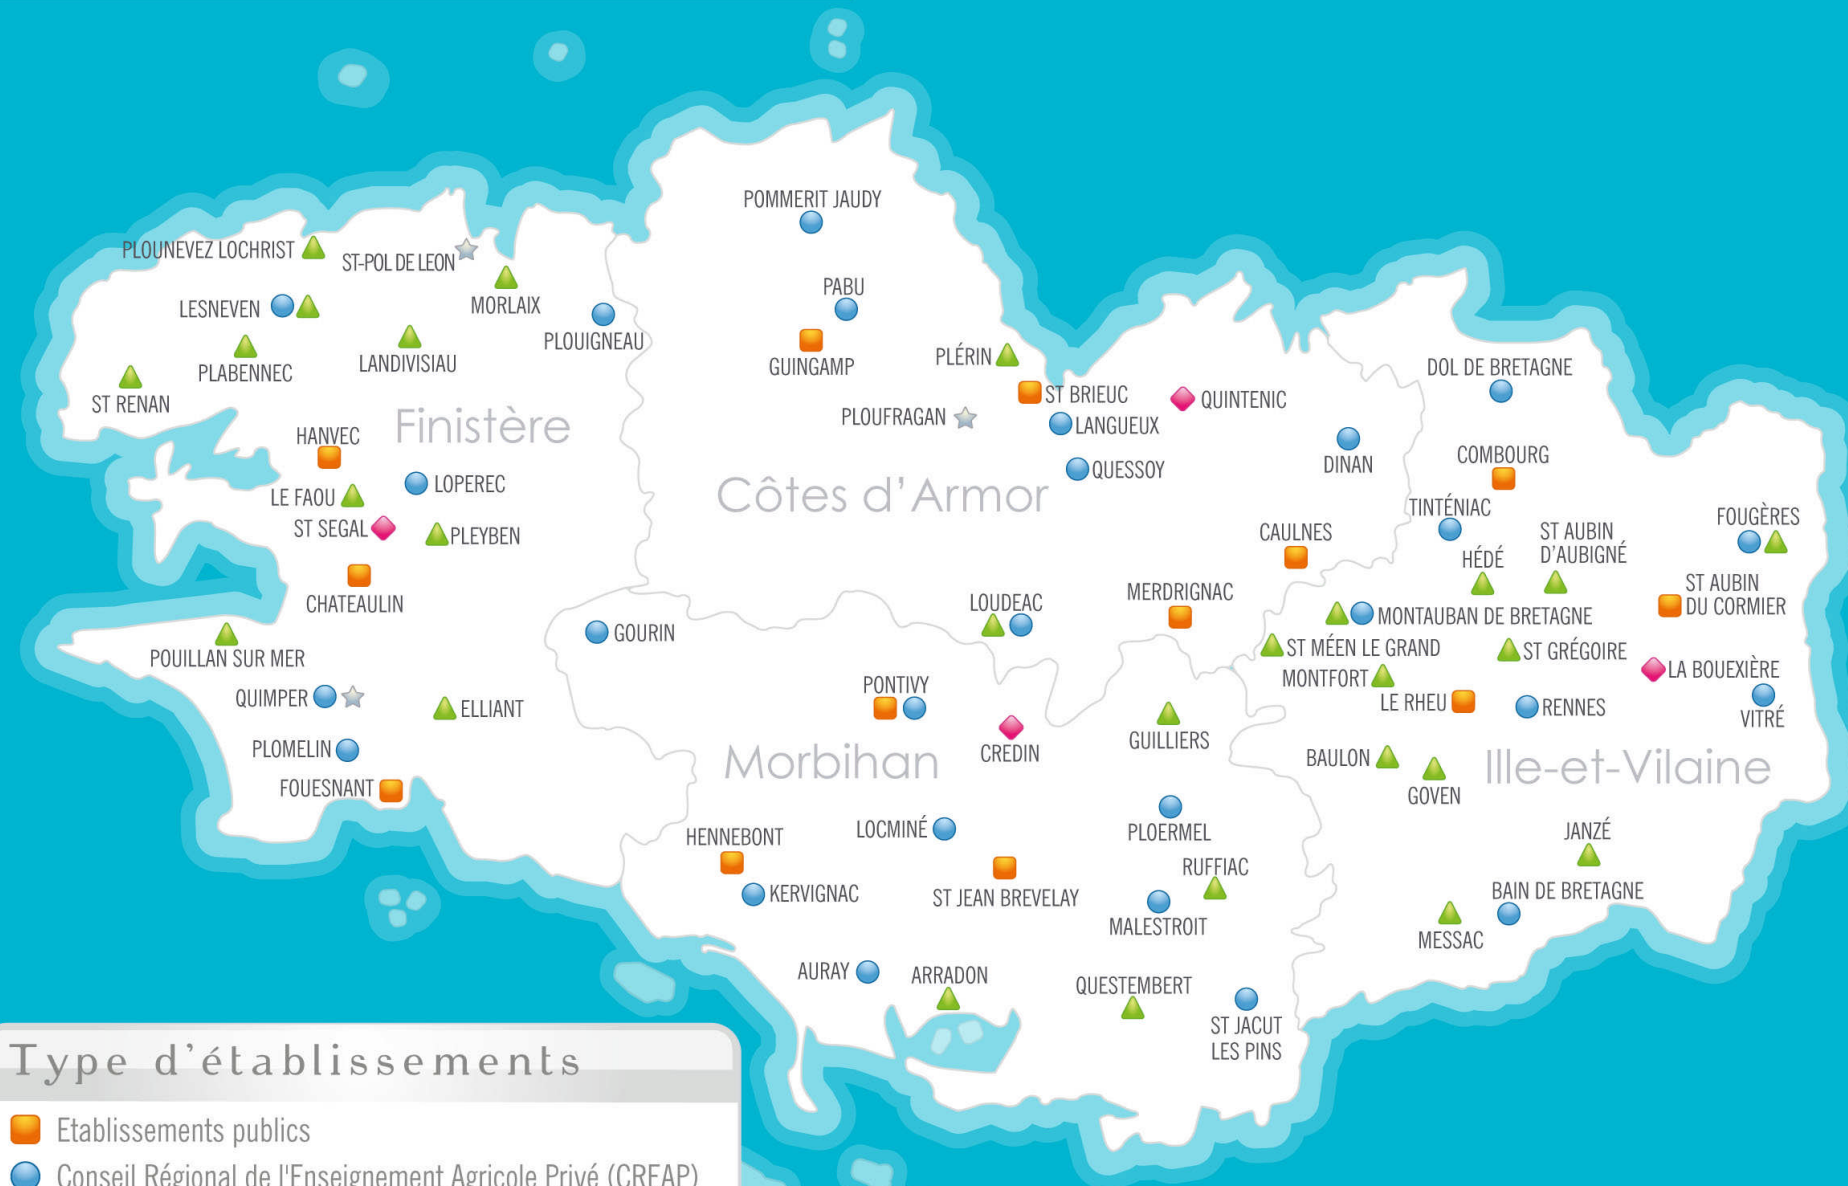 POMMERIT JAUDY
PLOUNEVEZ LOCHRIST
ST-POL DE LEON
MORLAIX
LESNEVEN
PLOUIGNEAU
PABU
GUINGAMP
PLABENNEC
LANDIVISIAU
ST RENAN
PLÉRIN
ST BRIEUC
QUINTENIC
DOL DE BRETAGNE
PLOUFRAGAN
LANGUEUX
Finistère
HANVEC
QUESSOY
DINAN
COMBOURG
LE FAOU
LOPEREC
Côtes d'Armor
TINTÉNIAC
ST SEGAL
PLEYBEN
CAULNES
HÉDÉ
ST AUBIN
D'AUBIGNÉ
FOUGÈRES
CHATEAULIN
LOUDEAC
MERDRIGNAC
ST AUBIN
DU CORMIER
MONTAUBAN DE BRETAGNE
GOURIN
POUILLAN SUR MER
ST MÉEN LE GRAND
ST GRÉGOIRE
MONTFORT
LA BOUEXIÈRE
QUIMPER
ELLIANT
PONTIVY
LE RHEU
RENNES
VITRÉ
PLOMELIN
CREDIN
GUILLIERS
Morbihan
BAULON
Ille-et-Vilaine
FOUESNANT
GOVEN
HENNEBONT
LOCMINÉ
PLOERMEL
JANZÉ
RUFFIAC
KERVIGNAC
ST JEAN BREVELAY
MALESTROIT
BAIN DE BRETAGNE
MESSAC
AURAY
ARRADON
QUESTEMBERT
ST JACUT
LES PINS
Type d'établissements
Etablissements publics
Conseil Régional de l'Enseignement Agricole Privé (CREAP)